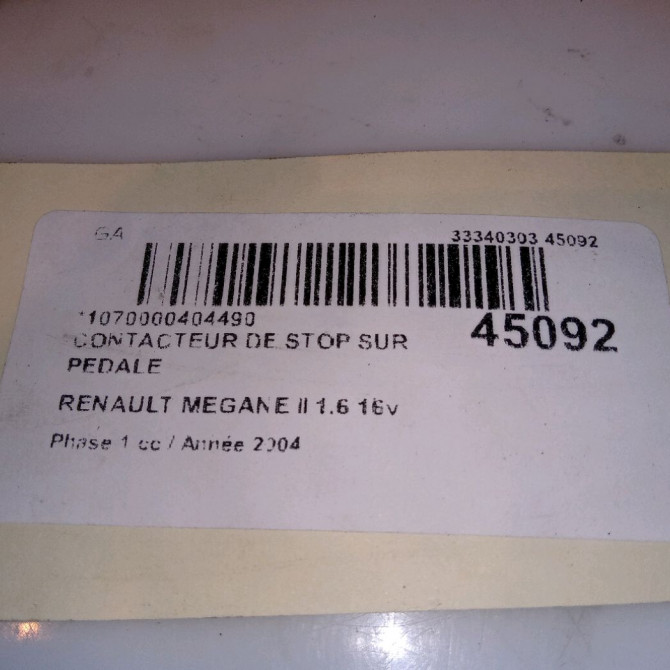 GA
33340303 45092
*1070000404490
45092
CONTACTEUR DE STOP SUR
PEDALE
RENAULT MEGANE II 1.6 16v
Phase 1 cc / Année 2004